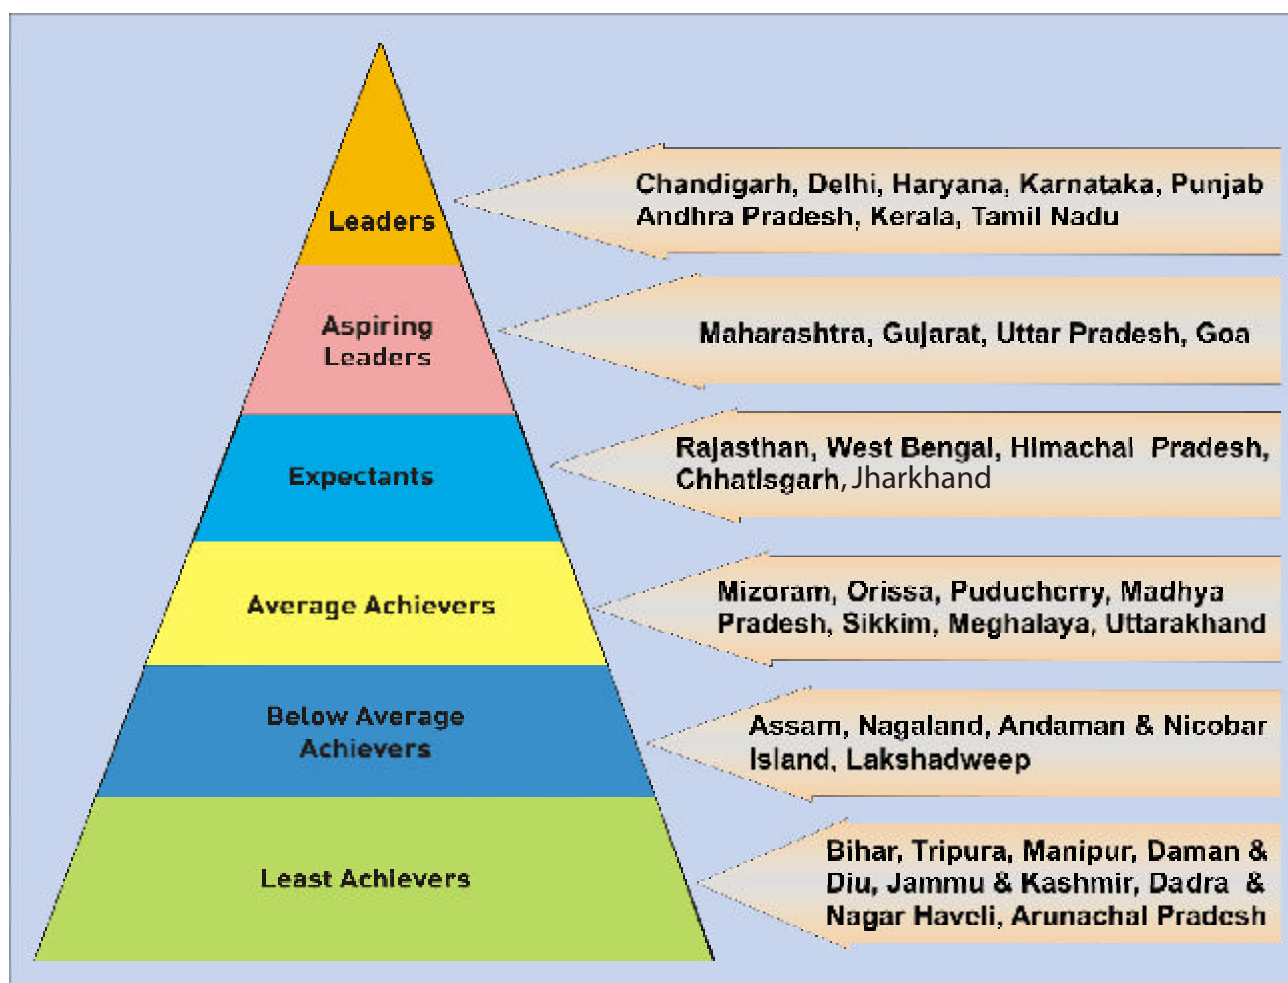 Leaders
Chandigarh, Delhi, Haryana, Karnataka, Punjab
Andhra Pradesh, Kerala, Tamil Nadu
Aspiring
Leaders
Maharashtra, Gujarat, Uttar Pradesh, Goa
Expectants
Rajasthan, West Bengal, Himachal Pradesh,
Chhatisgarh, Jharkhand
Average Achievers
Mizoram, Orissa, Puducherry, Madhya
Pradesh, Sikkim, Meghalaya, Uttarakhand
Below Average
Achievers
Assam, Nagaland, Andaman & Nicobar
Island, Lakshadweep
Least Achievers
Bihar, Tripura, Manipur, Daman &
Diu, Jammu & Kashmir, Dadra &
Nagar Haveli, Arunachal Pradesh